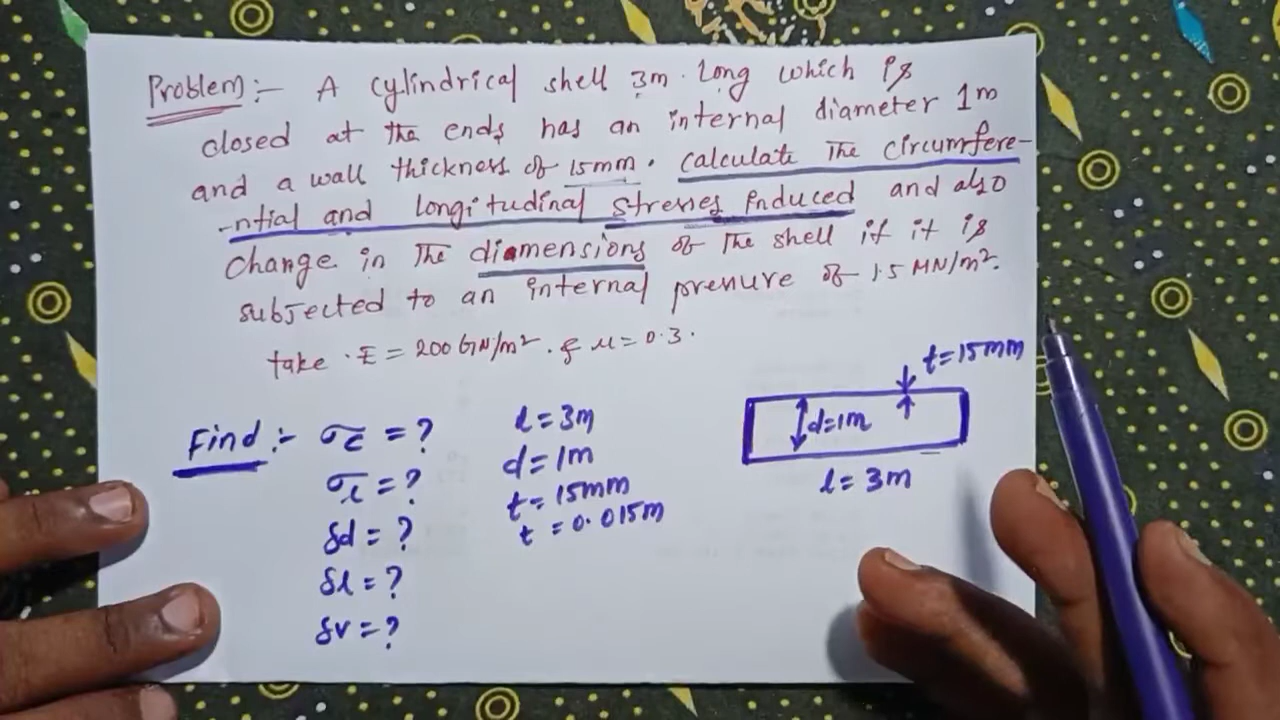 Problem:- A cylindrical shell 3m. long which is
closed at the ends has an internal diameter 1m
and a wall thickness of 15mm. calculate the circumfere-
-ntial and longitudinal stresses induced and also
change in the diamensions of the shell if it is
subjected to an internal pressure of 1.5 MN/m².
take E = 200 GN/m². & μ = 0.3.
Find:- σc = ?
σl = ?
δd = ?
δl = ?
δv = ?
l = 3m
d = 1m
t = 15mm
t = 0.015m
t = 15mm
d=1m
l = 3m